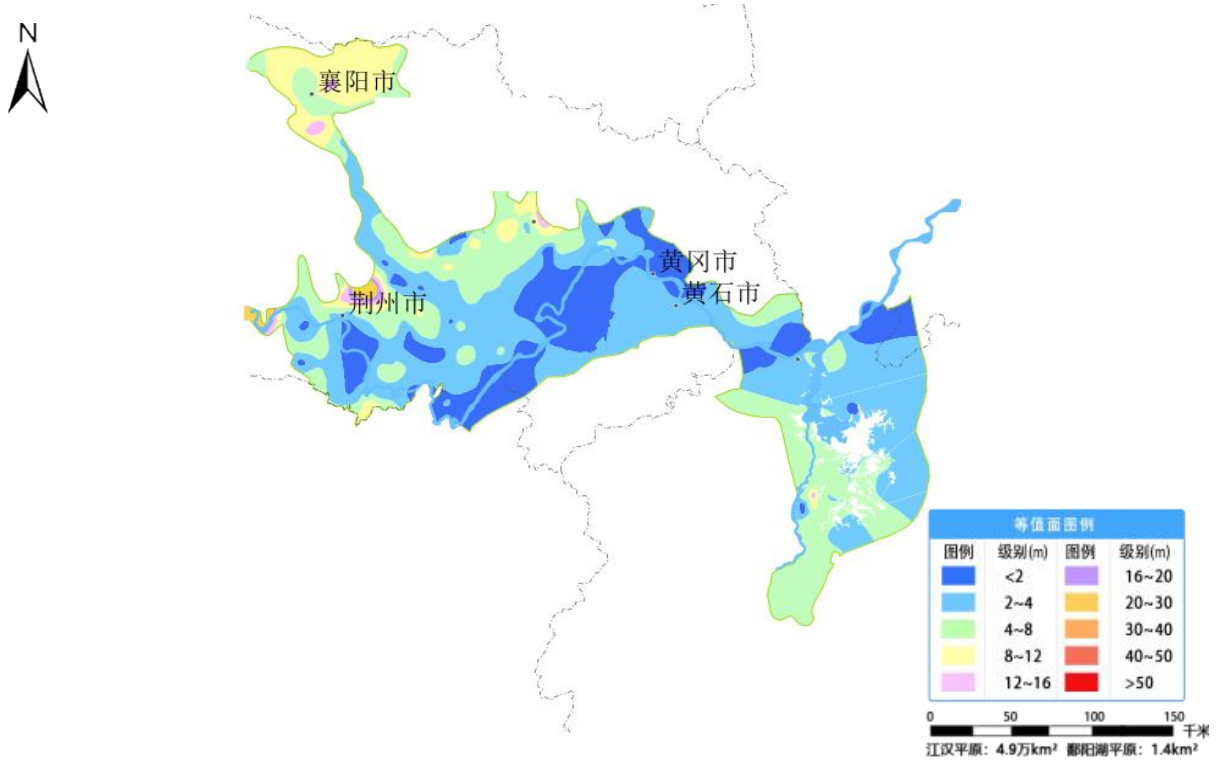 N
襄阳市
黄冈市
黄石市
荆州市
等值面图例
图例 级别(m) 图例 级别(m)
<2 16~20
2~4 20~30
4~8 30~40
8~12 40~50
12~16 >50
0 50 100 150
千米
江汉平原：4.9万km² 鄱阳湖平原：1.4km²